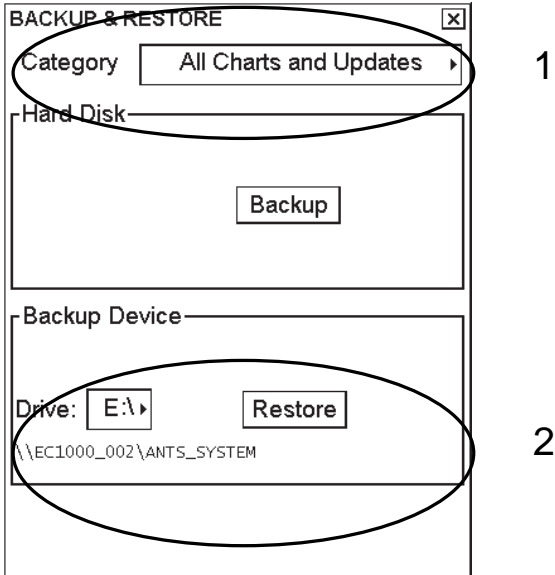 BACKUP & RESTORE
Category All Charts and Updates
1
Hard Disk
Backup
Backup Device
Drive: E:\ Restore
\\EC1000_002\ANTS_SYSTEM
2